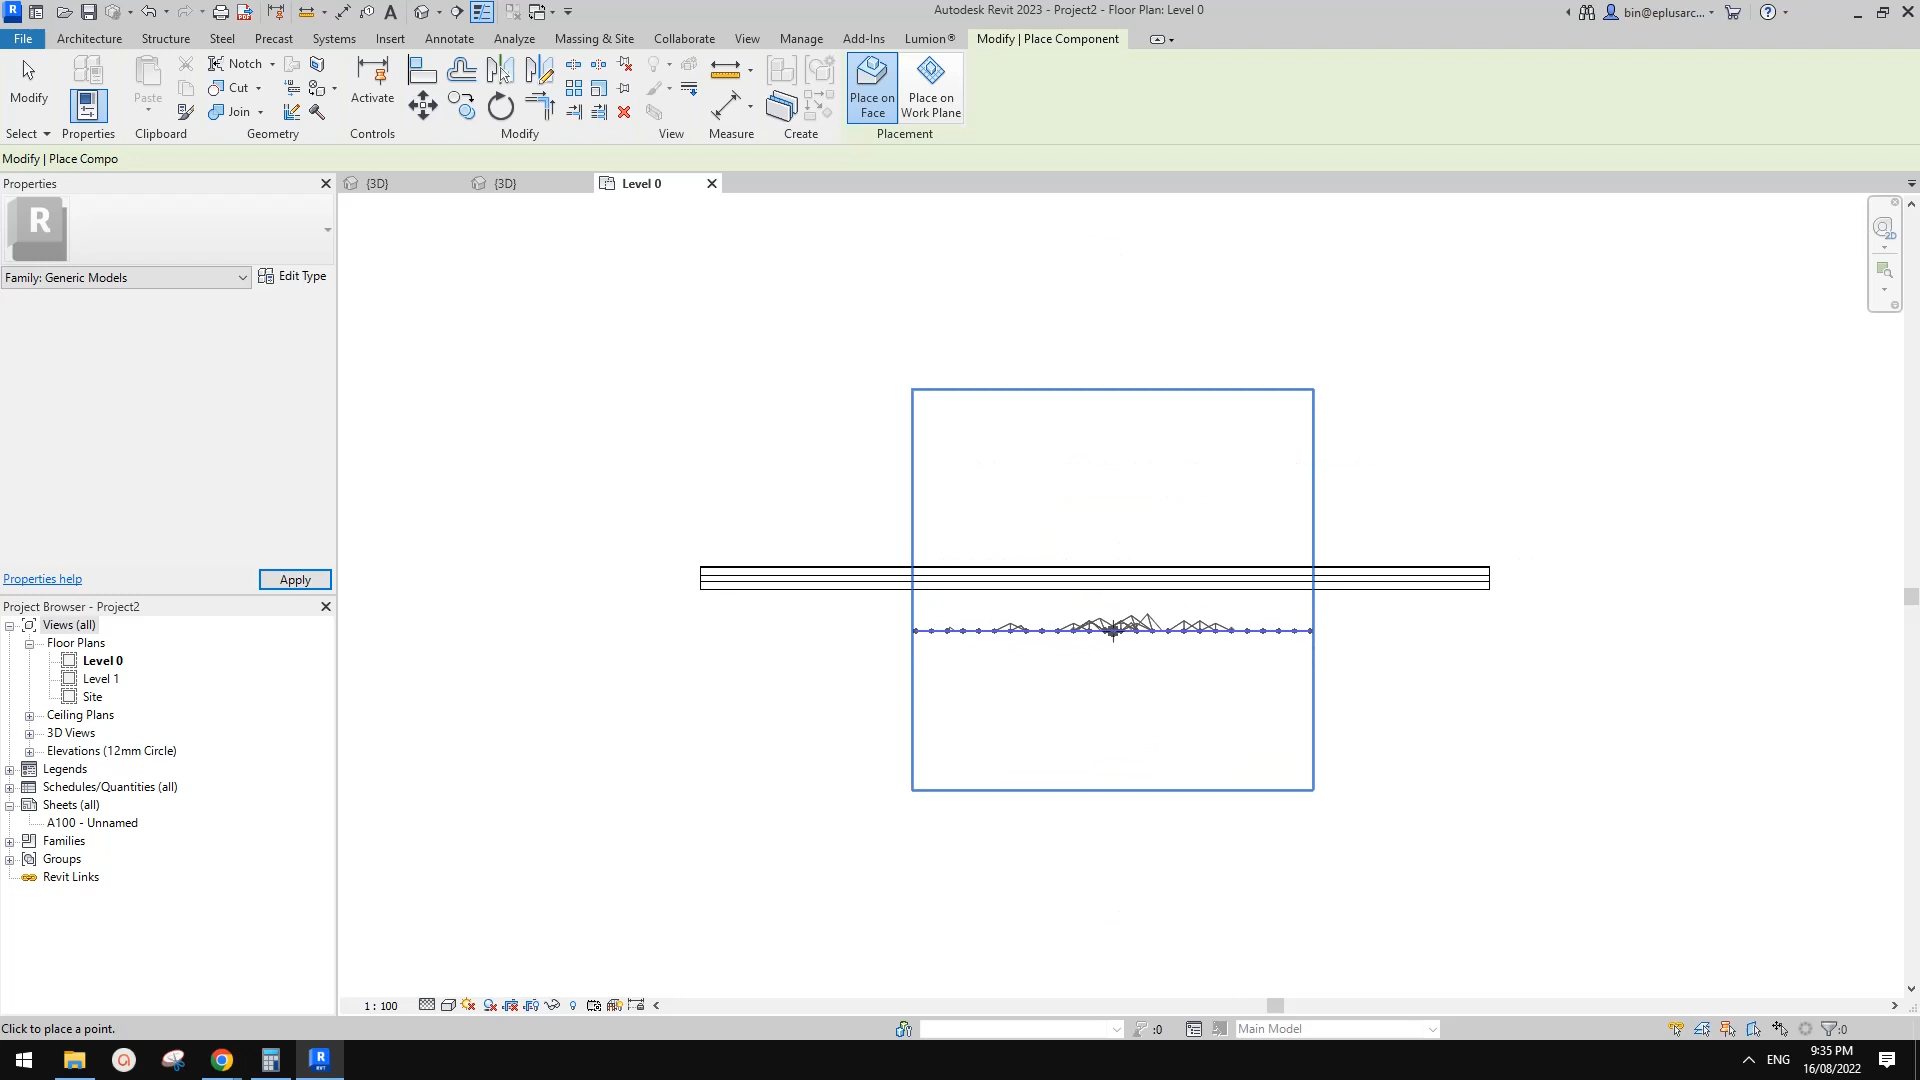 Autodesk Revit 2023 - Project2 - Floor Plan: Level 0
bin@eplusarc...
File
Architecture
Structure
Steel
Precast
Systems
Insert
Annotate
Analyze
Massing & Site
Collaborate
View
Manage
Add-Ins
Lumion®
Modify | Place Component
Modify
Paste
Notch
Cut
Join
Activate
Place on
Face
Place on
Work Plane
Select
Properties
Clipboard
Geometry
Controls
Modify
View
Measure
Create
Placement
Modify | Place Compo
Properties
{3D}
{3D}
Level 0
R
Family: Generic Models
Edit Type
2D
Properties help
Apply
Project Browser - Project2
Views (all)
Floor Plans
Level 0
Level 1
Site
Ceiling Plans
3D Views
Elevations (12mm Circle)
Legends
Schedules/Quantities (all)
Sheets (all)
A100 - Unnamed
Families
Groups
Revit Links
1 : 100
Click to place a point.
:0
Main Model
:0
ENG
9:35 PM
16/08/2022